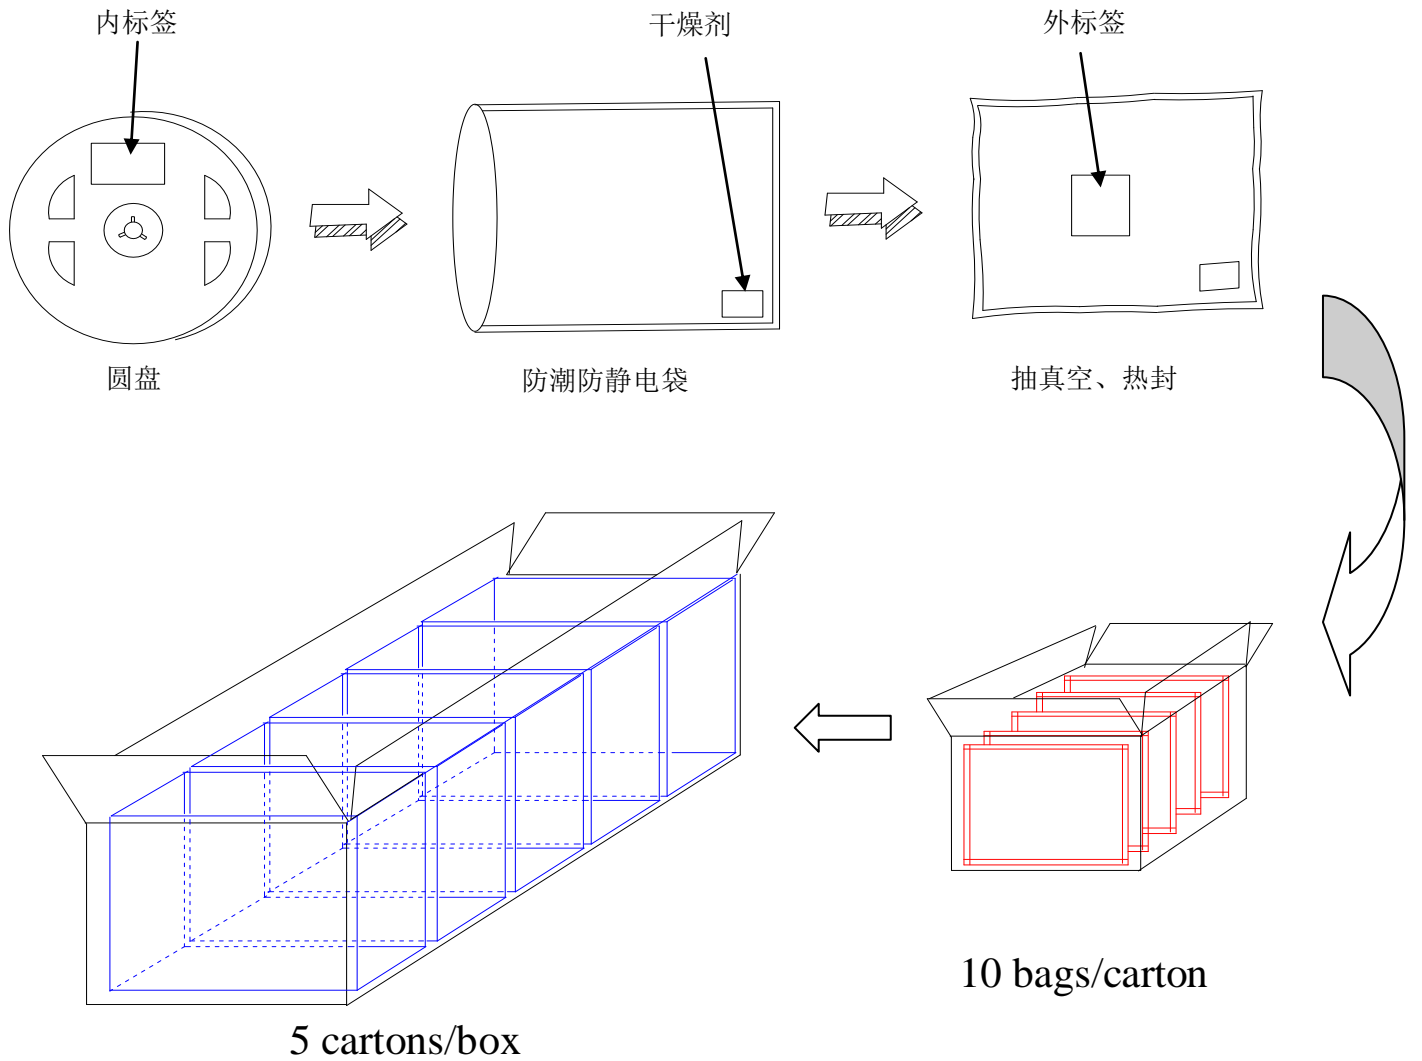 内标签
干燥剂
外标签
圆盘
防潮防静电袋
抽真空、热封
10 bags/carton
5 cartons/box